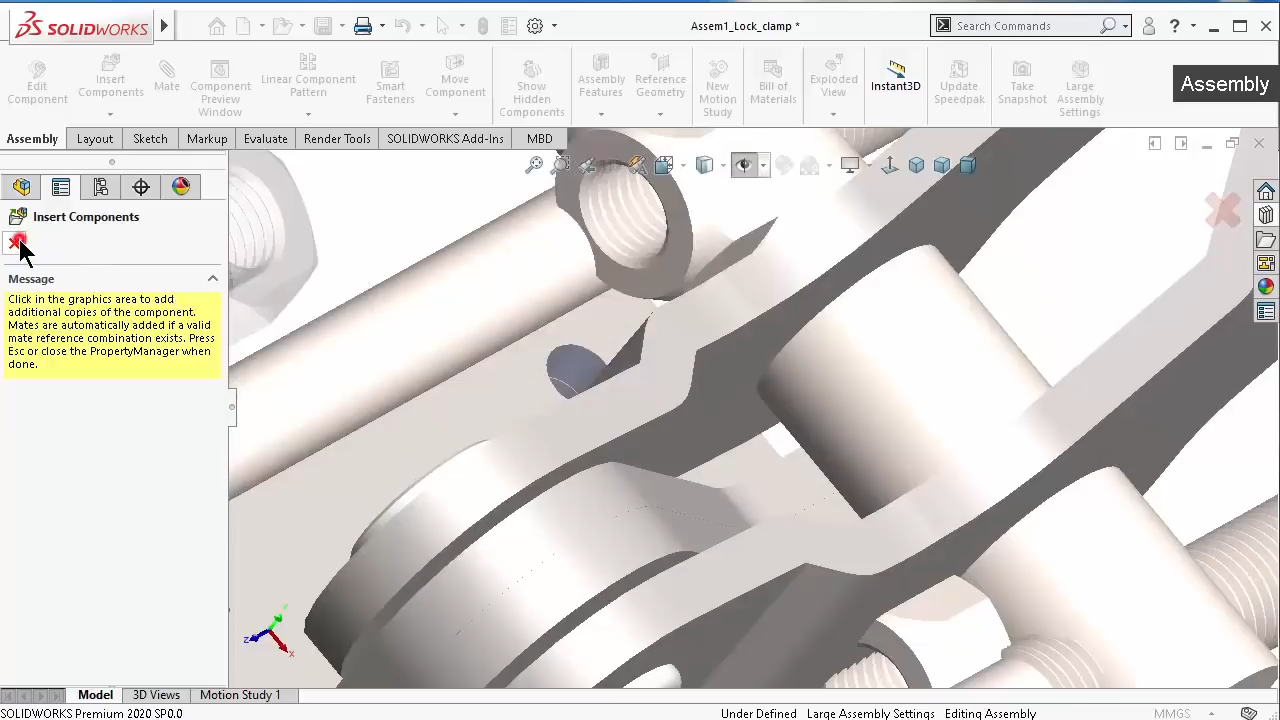 SOLIDWORKS
Assem1_Lock_clamp *
Search Commands
?
Edit Component
Insert Components
Mate
Component Preview Window
Linear Component Pattern
Smart Fasteners
Move Component
Show Hidden Components
Assembly Features
Reference Geometry
New Motion Study
Bill of Materials
Exploded View
Instant3D
Update Speedpak
Take Snapshot
Large Assembly Settings
Assembly
Assembly
Layout
Sketch
Markup
Evaluate
Render Tools
SOLIDWORKS Add-Ins
MBD
Insert Components
Message
Click in the graphics area to add
additional copies of the component.
Mates are automatically added if a valid
mate reference combination exists. Press
Esc or close the PropertyManager when
done.
Y
Z
X
Model
3D Views
Motion Study 1
SOLIDWORKS Premium 2020 SP0.0
Under Defined
Large Assembly Settings
Editing Assembly
MMGS